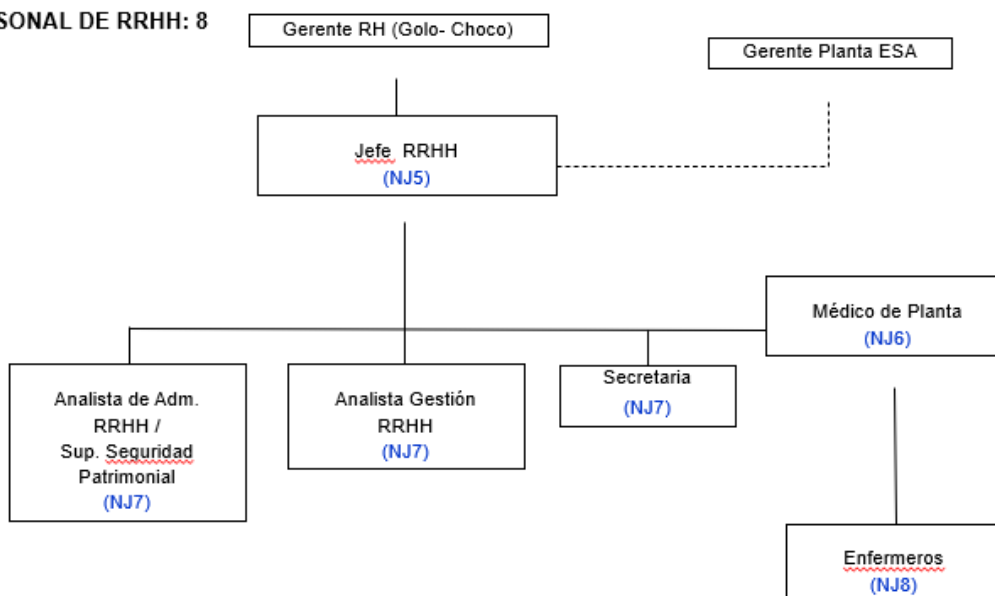 SONAL DE RRHH: 8
Gerente RH (Golo- Choco)
Gerente Planta ESA
Jefe RRHH
(NJ5)
Médico de Planta
(NJ6)
Analista de Adm.
RRHH /
Sup. Seguridad
Patrimonial
(NJ7)
Analista Gestión
RRHH
(NJ7)
Secretaria
(NJ7)
Enfermeros
(NJ8)